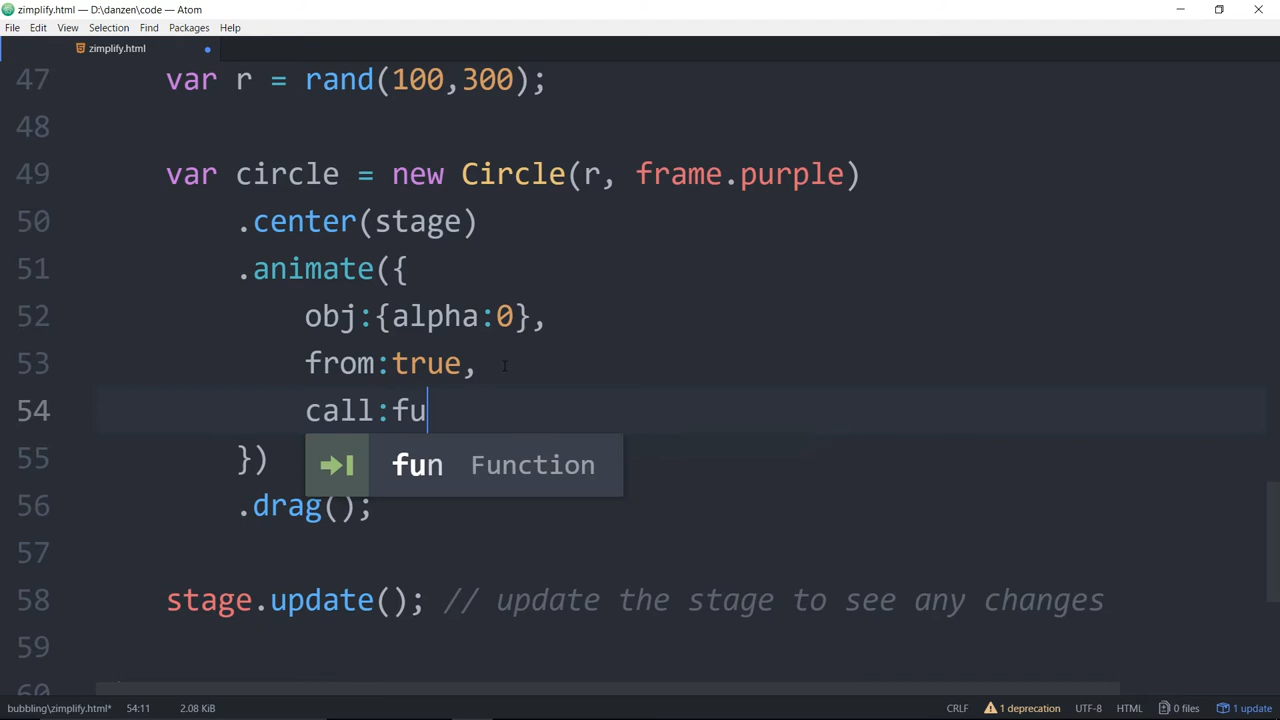 zimplify.html — D:\danzen\code — Atom
File Edit View Selection Find Packages Help
zimplify.html
47 var r = rand(100,300);
48
49 var circle = new Circle(r, frame.purple)
50 .center(stage)
51 .animate({
52 obj:{alpha:0},
53 from:true,
54 call:fu
fun Function
55 })
56 .drag();
57
58 stage.update(); // update the stage to see any changes
59
60
bubbling\zimplify.html* 54:11 2.08 KiB CRLF 1 deprecation UTF-8 HTML 0 files 1 update